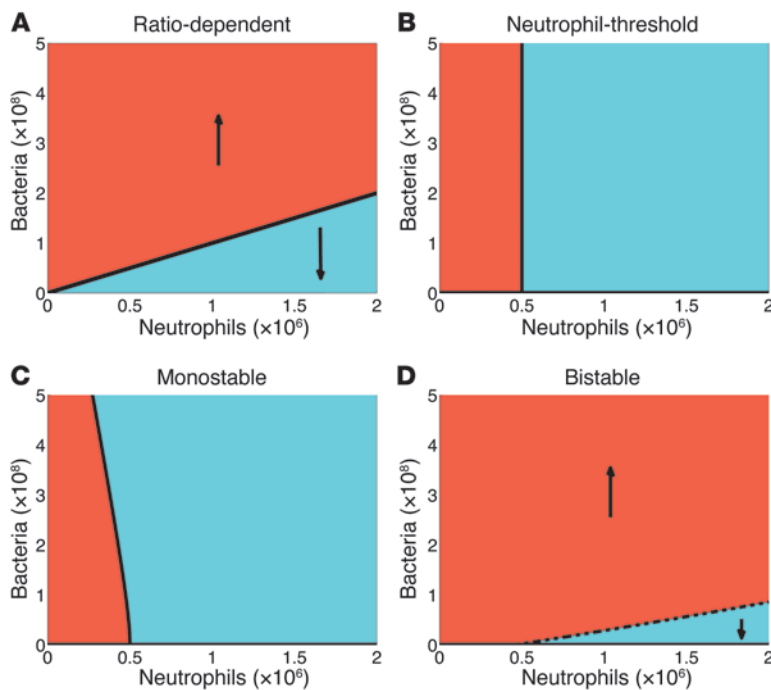 A
Ratio-dependent
5
4
3
2
1
0
Bacteria (×10⁸)
0
0.5
1
1.5
2
Neutrophils (×10⁶)
B
Neutrophil-threshold
5
4
3
2
1
0
Bacteria (×10⁸)
0
0.5
1
1.5
2
Neutrophils (×10⁶)
C
Monostable
5
4
3
2
1
0
Bacteria (×10⁸)
0
0.5
1
1.5
2
Neutrophils (×10⁶)
D
Bistable
5
4
3
2
1
0
Bacteria (×10⁸)
0
0.5
1
1.5
2
Neutrophils (×10⁶)